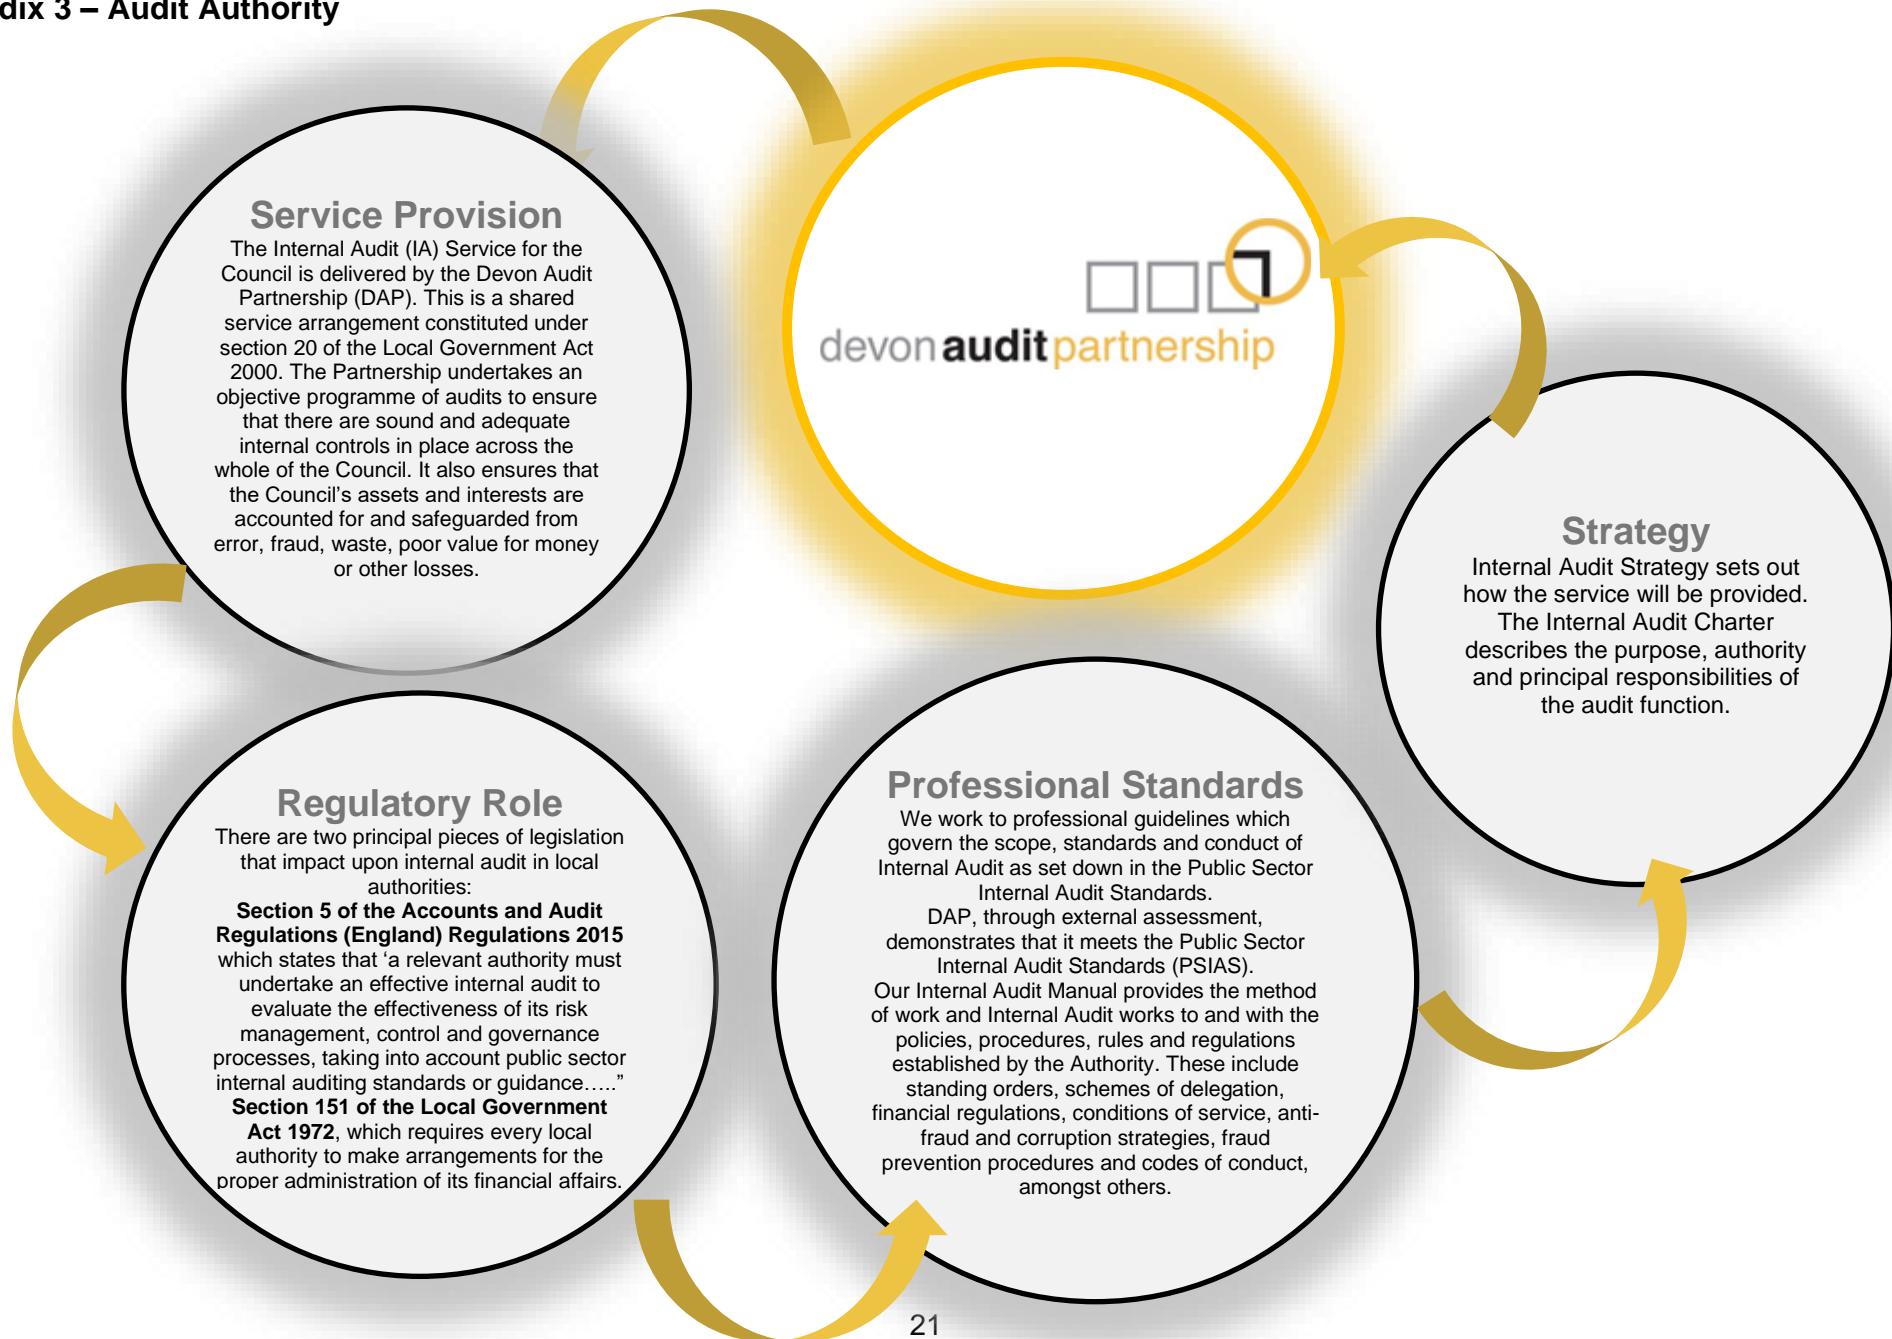 dix 3 – Audit Authority
devonauditpartnership
Service Provision
The Internal Audit (IA) Service for the
Council is delivered by the Devon Audit
Partnership (DAP). This is a shared
service arrangement constituted under
section 20 of the Local Government Act
2000. The Partnership undertakes an
objective programme of audits to ensure
that there are sound and adequate
internal controls in place across the
whole of the Council. It also ensures that
the Council’s assets and interests are
accounted for and safeguarded from
error, fraud, waste, poor value for money
or other losses.
Regulatory Role
There are two principal pieces of legislation
that impact upon internal audit in local
authorities:
Section 5 of the Accounts and Audit
Regulations (England) Regulations 2015
which states that ‘a relevant authority must
undertake an effective internal audit to
evaluate the effectiveness of its risk
management, control and governance
processes, taking into account public sector
internal auditing standards or guidance…..”
Section 151 of the Local Government
Act 1972, which requires every local
authority to make arrangements for the
proper administration of its financial affairs.
Professional Standards
We work to professional guidelines which
govern the scope, standards and conduct of
Internal Audit as set down in the Public Sector
Internal Audit Standards.
DAP, through external assessment,
demonstrates that it meets the Public Sector
Internal Audit Standards (PSIAS).
Our Internal Audit Manual provides the method
of work and Internal Audit works to and with the
policies, procedures, rules and regulations
established by the Authority. These include
standing orders, schemes of delegation,
financial regulations, conditions of service, anti-
fraud and corruption strategies, fraud
prevention procedures and codes of conduct,
amongst others.
Strategy
Internal Audit Strategy sets out
how the service will be provided.
The Internal Audit Charter
describes the purpose, authority
and principal responsibilities of
the audit function.
21